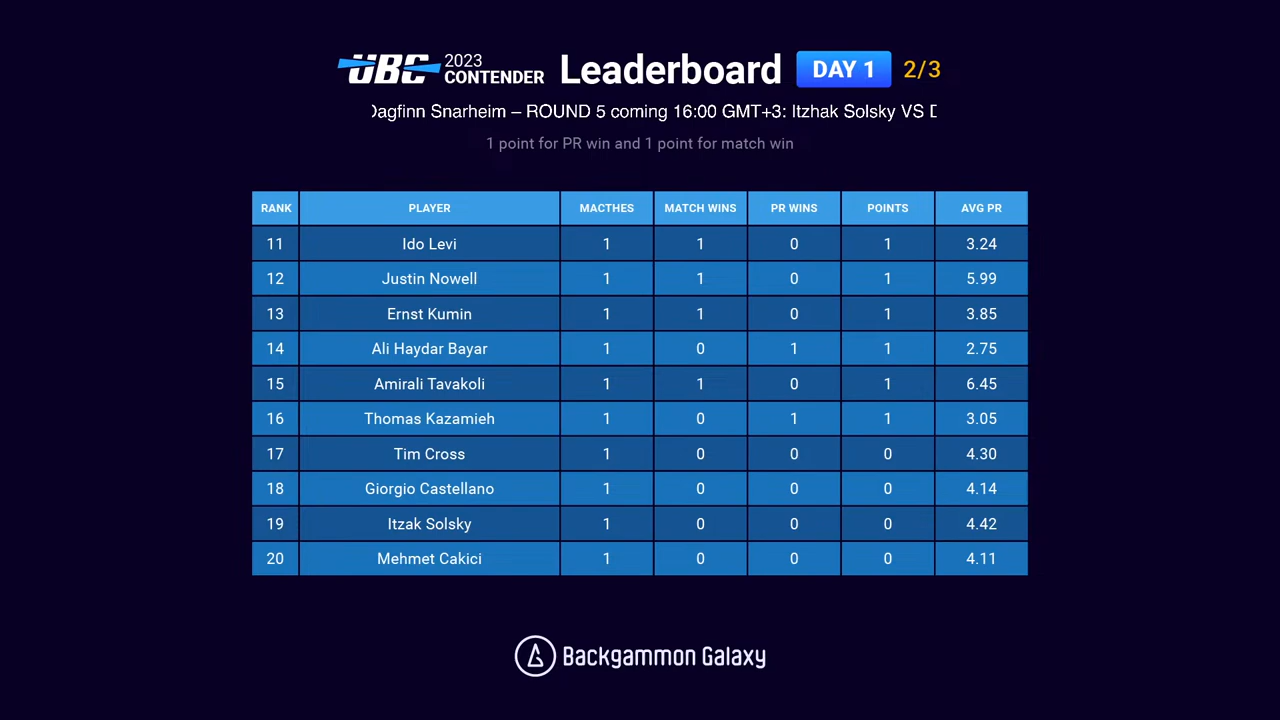 UBC 2023 CONTENDER Leaderboard DAY 1 2/3
Dagfinn Snarheim – ROUND 5 coming 16:00 GMT+3: Itzhak Solsky VS
1 point for PR win and 1 point for match win
RANK PLAYER MACTHES MATCH WINS PR WINS POINTS AVG PR
11 Ido Levi 1 1 0 1 3.24
12 Justin Nowell 1 1 0 1 5.99
13 Ernst Kumin 1 1 0 1 3.85
14 Ali Haydar Bayar 1 0 1 1 2.75
15 Amirali Tavakoli 1 1 0 1 6.45
16 Thomas Kazamieh 1 0 1 1 3.05
17 Tim Cross 1 0 0 0 4.30
18 Giorgio Castellano 1 0 0 0 4.14
19 Itzak Solsky 1 0 0 0 4.42
20 Mehmet Cakici 1 0 0 0 4.11
Backgammon Galaxy